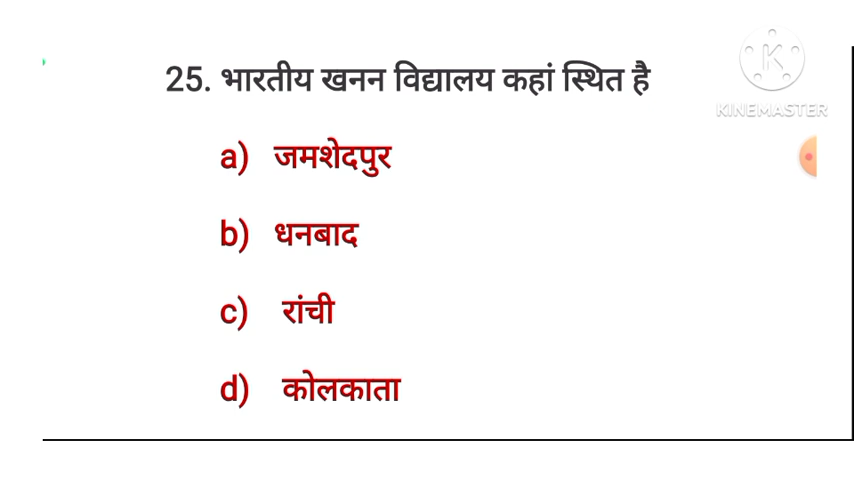 25. भारतीय खनन विद्यालय कहां स्थित है
a) जमशेदपुर
b) धनबाद
c) रांची
d) कोलकाता
K
KINEMASTER